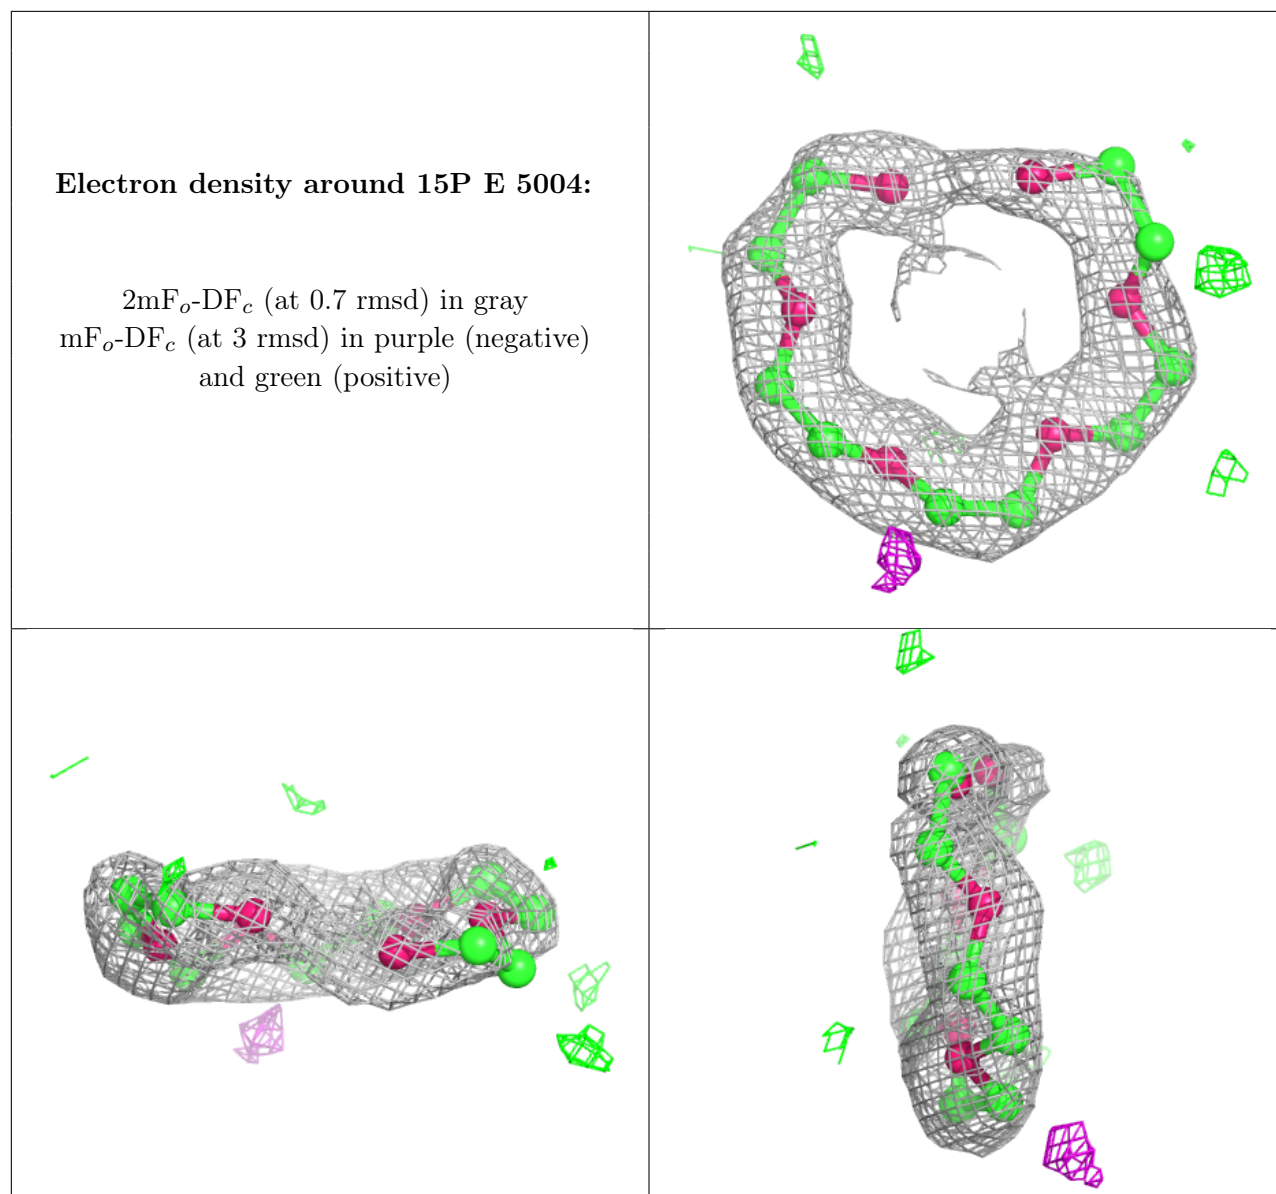 Electron density around 15P E 5004:
2mFo-DFc (at 0.7 rmsd) in gray
mFo-DFc (at 3 rmsd) in purple (negative)
and green (positive)